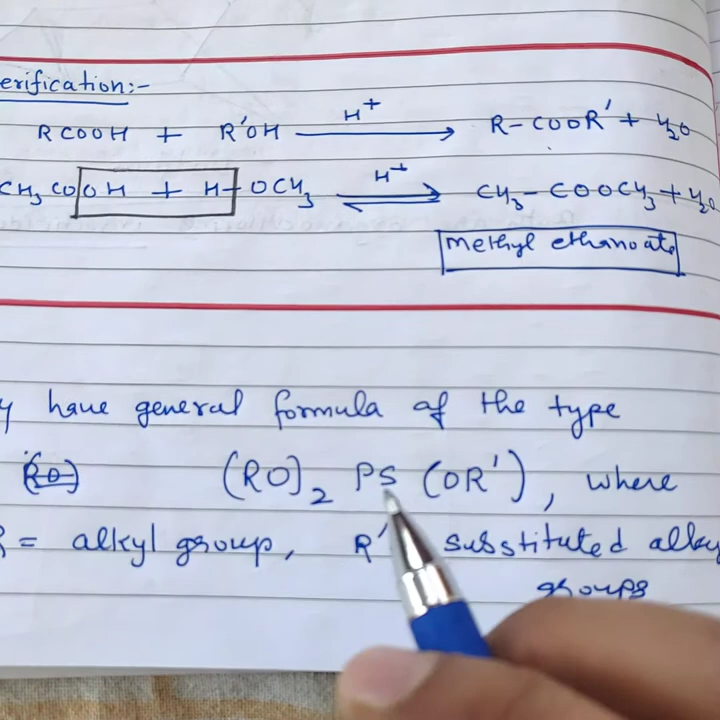 erification:-
RCOOH + R'OH —H⁺→ R-COOR' + H₂O
CH₃COOH + H-OCH₃ ⇌ H⁺ CH₃-COOCH₃ + H₂O
Methyl ethanoate
y have general formula of the type
(RO) (RO)₂ PS (OR'), where
R = alkyl group, R' substituted alky
groups